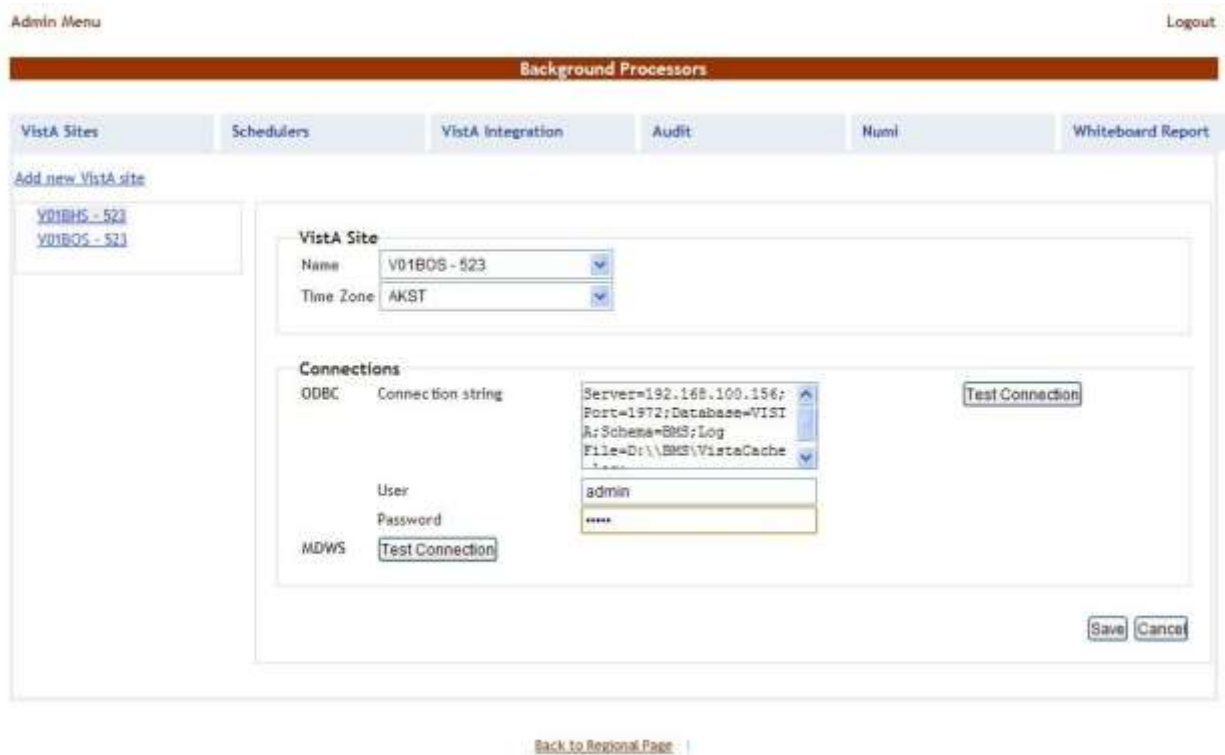 Admin Menu
Logout
Background Processors
VistA Sites
Schedulers
VistA Integration
Audit
Numi
Whiteboard Report
Add new VistA site
V01BHS - 523
V01BOS - 523
VistA Site
Name
V01BOS - 523
Time Zone
AKST
Connections
ODBC
Connection string
Server=192.168.100.156;
Port=1972;Database=VIST
A;Schema=BMS;Log
File=D:\\BMS\VistaCache
Test Connection
User
admin
Password
•••••
MDWS
Test Connection
Save
Cancel
Back to Regional Page |